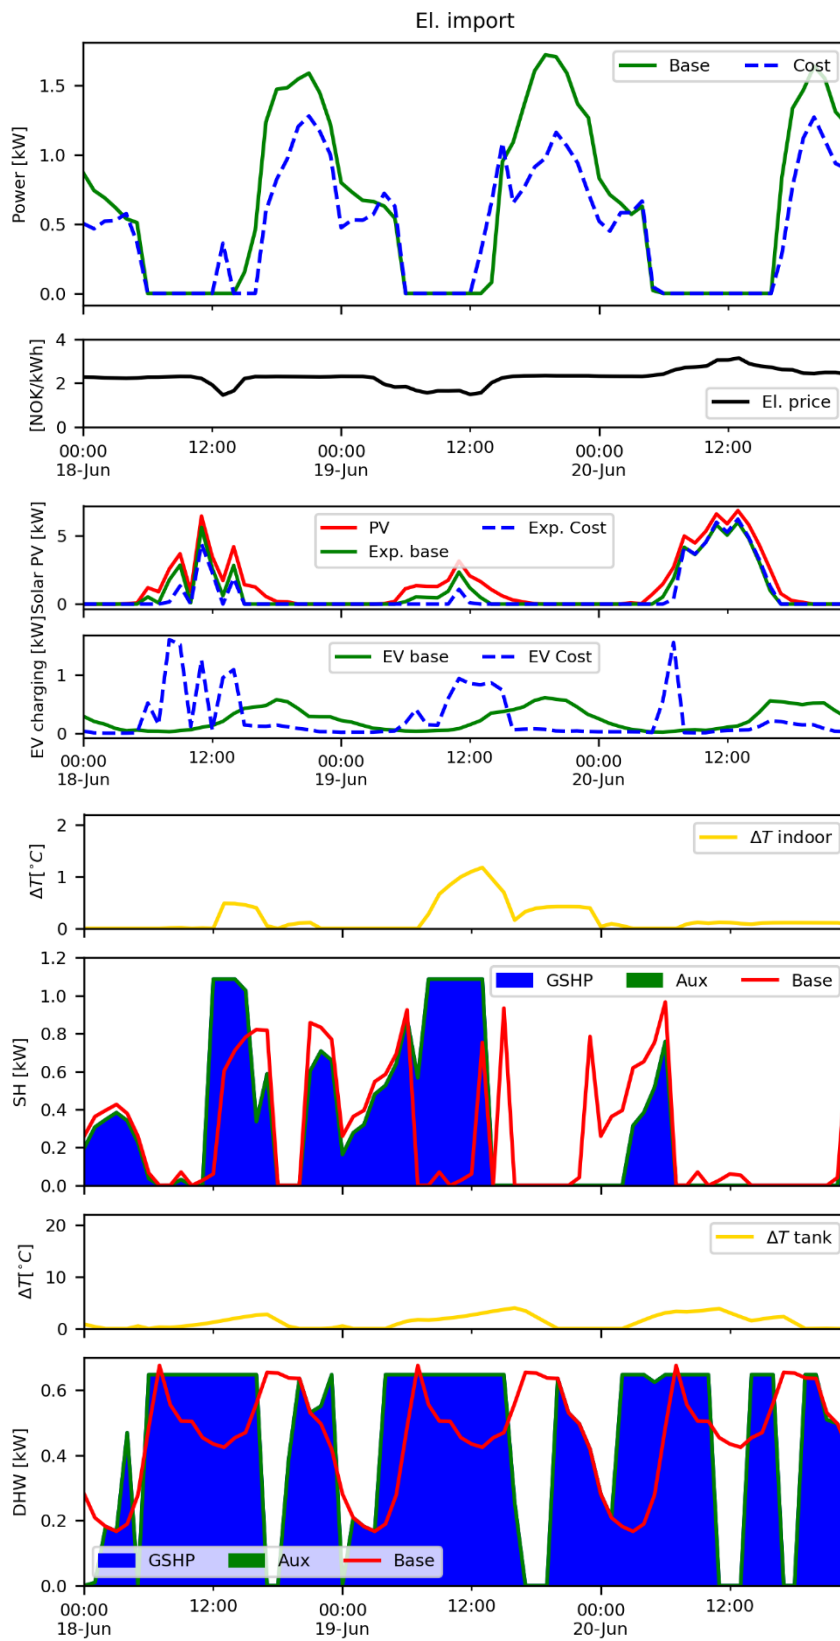 El. import
Power [kW]
1.5
1.0
0.5
0.0
Base
Cost
[NOK/kWh]
4
2
0
El. price
00:00
18-Jun
12:00
00:00
19-Jun
12:00
00:00
20-Jun
12:00
Solar PV [kW]
5
0
PV
Exp. base
Exp. Cost
EV charging [kW]
1
0
EV base
EV Cost
00:00
18-Jun
12:00
00:00
19-Jun
12:00
00:00
20-Jun
12:00
ΔT[°C]
2
1
0
ΔT indoor
SH [kW]
1.2
1.0
0.8
0.6
0.4
0.2
0.0
GSHP
Aux
Base
ΔT[°C]
20
10
0
ΔT tank
DHW [kW]
0.6
0.4
0.2
0.0
GSHP
Aux
Base
00:00
18-Jun
12:00
00:00
19-Jun
12:00
00:00
20-Jun
12:00